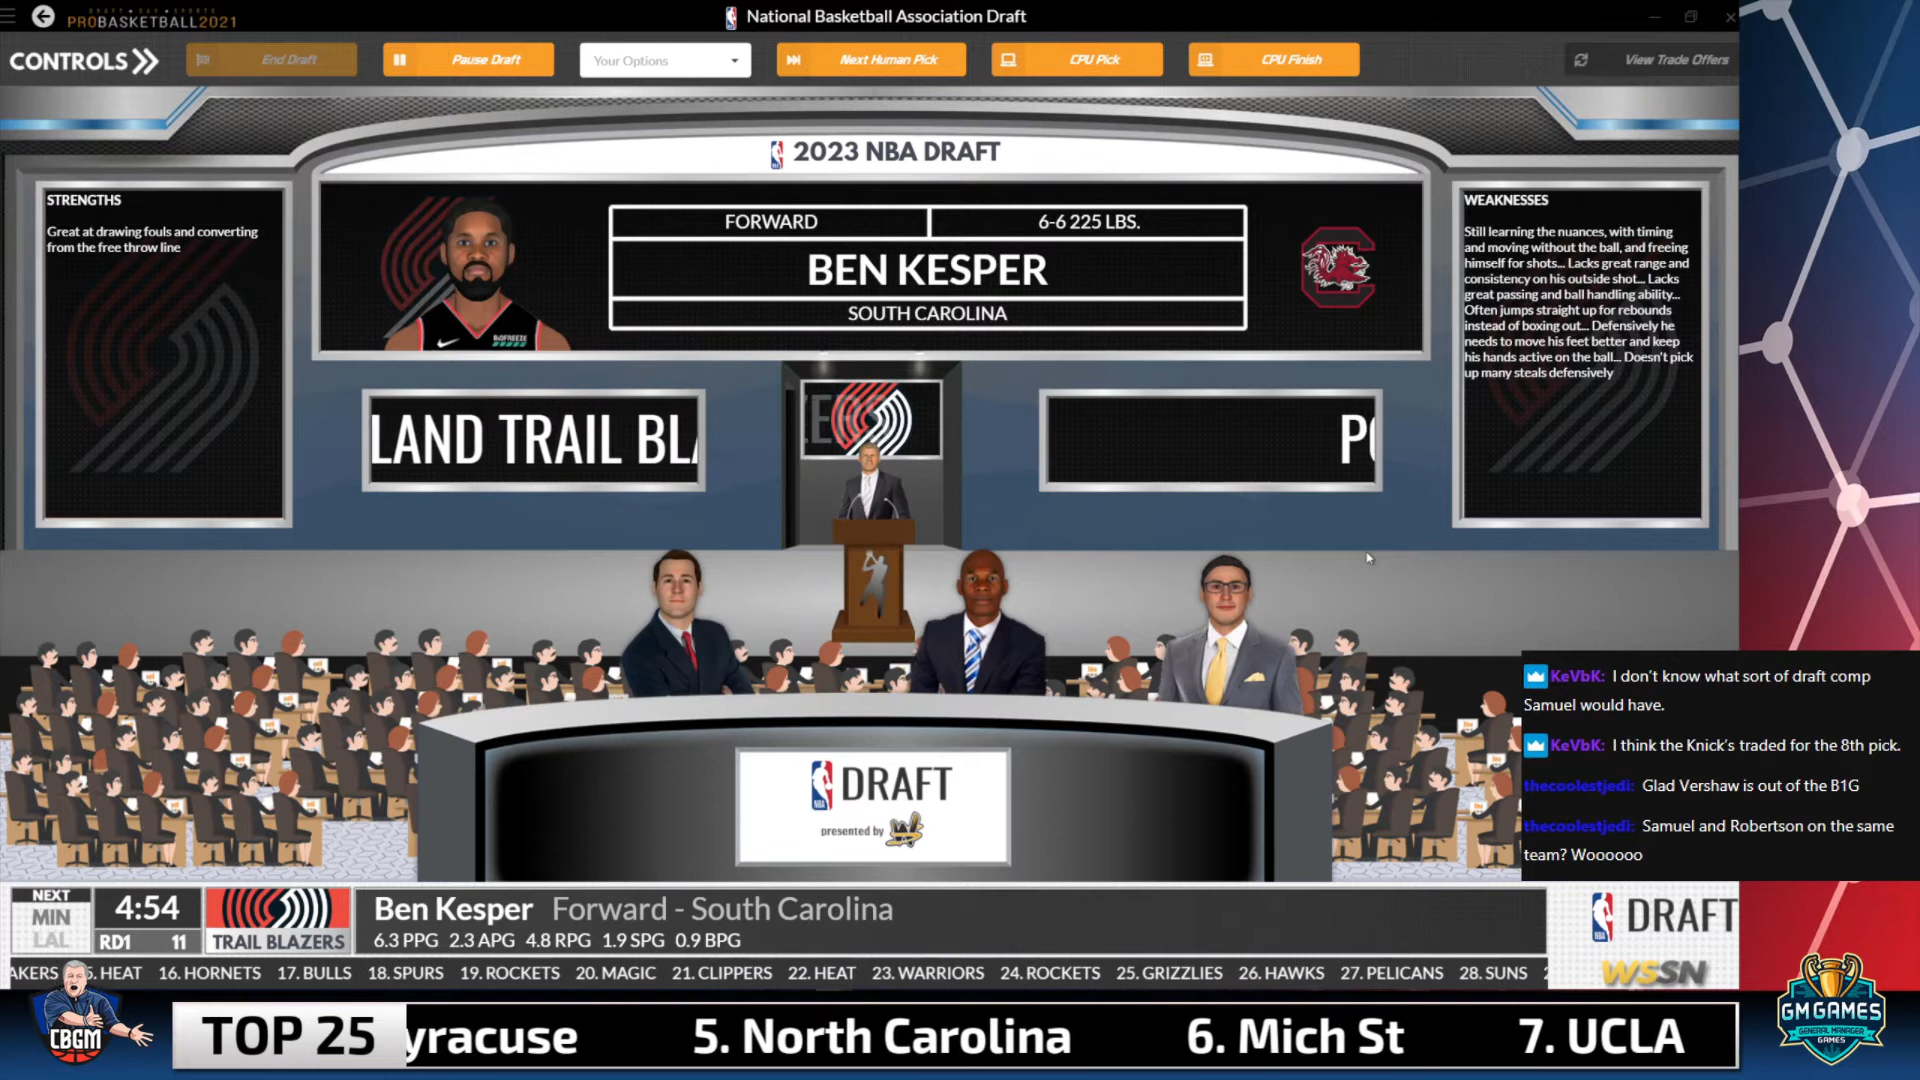 DRAFT · DAY · SPORTS
PROBASKETBALL2021
National Basketball Association Draft
CONTROLS
End Draft
Pause Draft
Your Options
Next Human Pick
CPU Pick
CPU Finish
View Trade Offers
2023 NBA DRAFT
STRENGTHS
Great at drawing fouls and converting
from the free throw line
FORWARD
6-6 225 LBS.
BEN KESPER
SOUTH CAROLINA
BIOFREEZE
WEAKNESSES
Still learning the nuances, with timing
and moving without the ball, and freeing
himself for shots... Lacks great range and
consistency on his outside shot... Lacks
great passing and ball handling ability...
Often jumps straight up for rebounds
instead of boxing out... Defensively he
needs to move his feet better and keep
his hands active on the ball... Doesn't pick
up many steals defensively
LAND TRAIL BLA
PO
DRAFT
presented by
KeVbK: I don't know what sort of draft comp
Samuel would have.
KeVbK: I think the Knick's traded for the 8th pick.
thecoolestjedi: Glad Vershaw is out of the B1G
thecoolestjedi: Samuel and Robertson on the same
team? Woooooo
NEXT
MIN
LAL
4:54
RD1 11
TRAIL BLAZERS
Ben Kesper Forward - South Carolina
6.3 PPG 2.3 APG 4.8 RPG 1.9 SPG 0.9 BPG
DRAFT
AKERS 5. HEAT 16. HORNETS 17. BULLS 18. SPURS 19. ROCKETS 20. MAGIC 21. CLIPPERS 22. HEAT 23. WARRIORS 24. ROCKETS 25. GRIZZLIES 26. HAWKS 27. PELICANS 28. SUNS
WSSN
CBGM
TOP 25
yracuse 5. North Carolina 6. Mich St 7. UCLA
GM GAMES
GENERAL MANAGER
GAMES